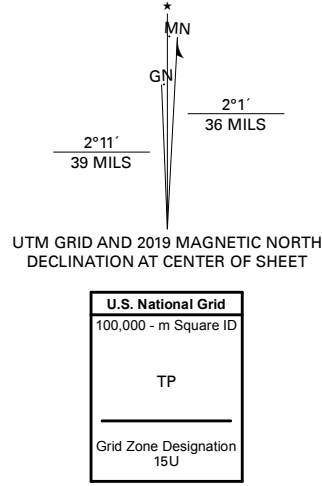 ★
MN
GN
2°1´
36 MILS
2°11´
39 MILS
UTM GRID AND 2019 MAGNETIC NORTH
DECLINATION AT CENTER OF SHEET
U.S. National Grid
100,000 - m Square ID
TP
Grid Zone Designation
15U